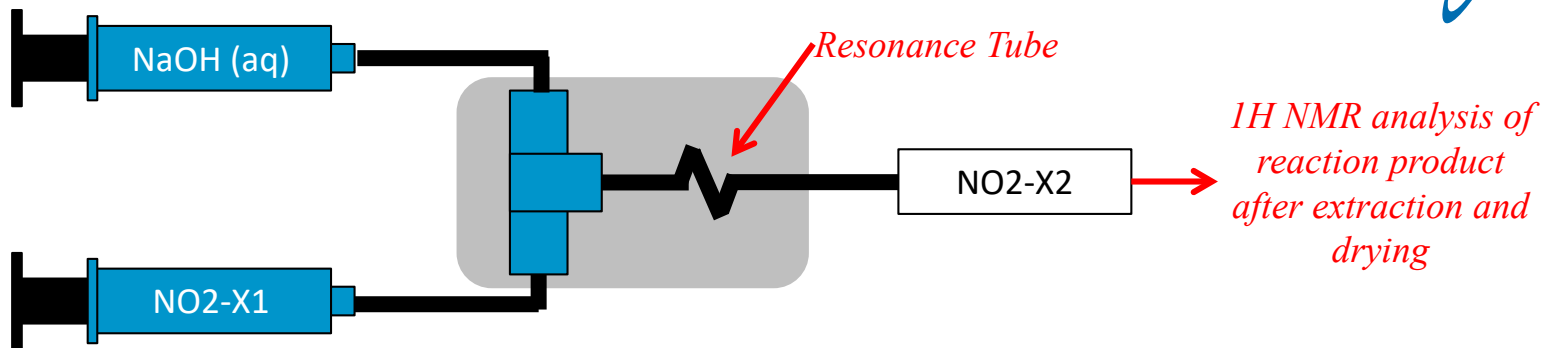 NaOH (aq)
Resonance Tube
NO2-X1
NO2-X2
1H NMR analysis of
reaction product
after extraction and
drying